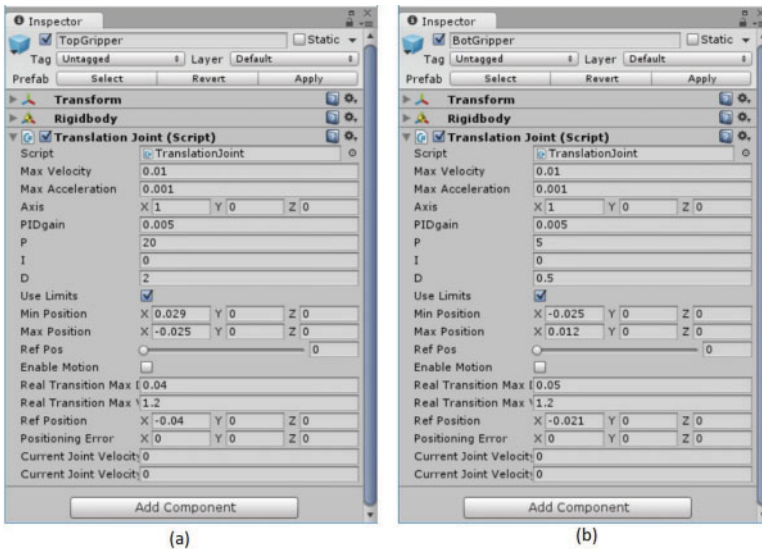 Inspector
TopGripper Static
Tag Untagged Layer Default
Prefab Select Revert Apply
Transform
Rigidbody
Translation Joint (Script)
Script TranslationJoint
Max Velocity 0.01
Max Acceleration 0.001
Axis X 1 Y 0 Z 0
PIDgain 0.005
P 20
I 0
D 2
Use Limits
Min Position X 0.029 Y 0 Z 0
Max Position X -0.025 Y 0 Z 0
Ref Pos 0
Enable Motion
Real Transition Max 0.04
Real Transition Max 1.2
Ref Position X -0.04 Y 0 Z 0
Positioning Error X 0 Y 0 Z 0
Current Joint Velocity 0
Current Joint Velocity 0
Add Component
(a)
Inspector
BotGripper Static
Tag Untagged Layer Default
Prefab Select Revert Apply
Transform
Rigidbody
Translation Joint (Script)
Script TranslationJoint
Max Velocity 0.01
Max Acceleration 0.001
Axis X 1 Y 0 Z 0
PIDgain 0.005
P 5
I 0
D 0.5
Use Limits
Min Position X -0.025 Y 0 Z 0
Max Position X 0.012 Y 0 Z 0
Ref Pos 0
Enable Motion
Real Transition Max 0.05
Real Transition Max 1.2
Ref Position X -0.021 Y 0 Z 0
Positioning Error X 0 Y 0 Z 0
Current Joint Velocity 0
Current Joint Velocity 0
Add Component
(b)